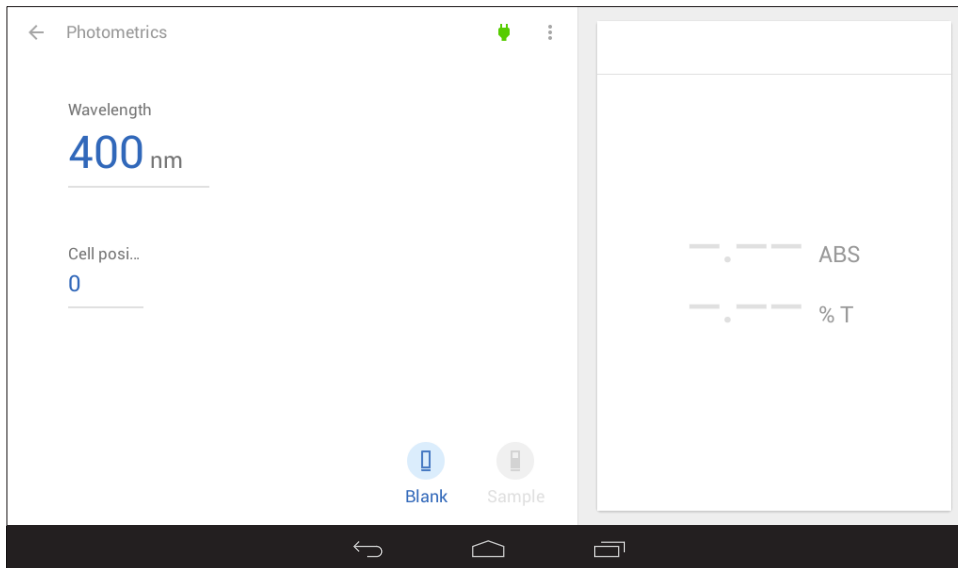 Photometrics
Wavelength
400 nm
Cell posi...
0
Blank
Sample
ABS
% T